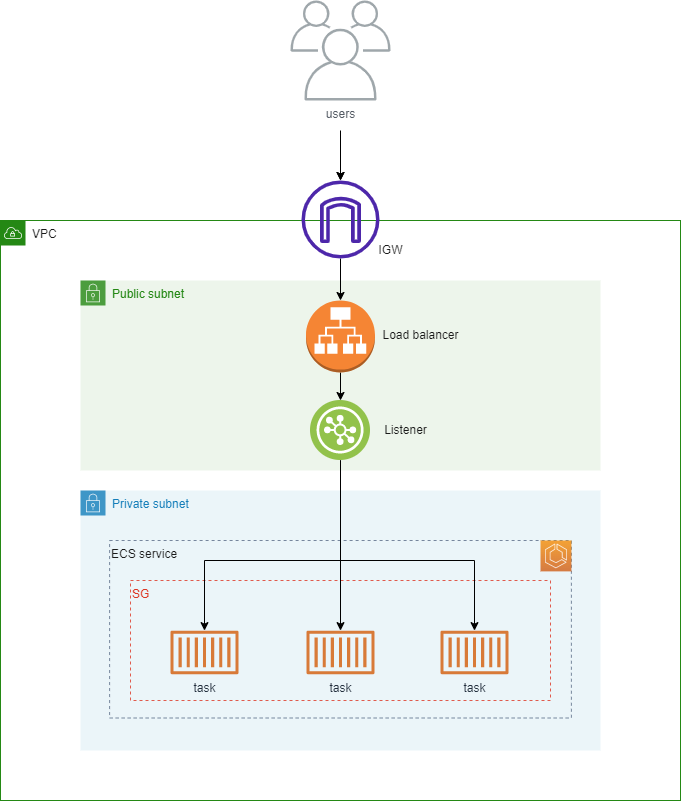 users
VPC
IGW
Public subnet
Load balancer
Listener
Private subnet
ECS service
SG
task
task
task